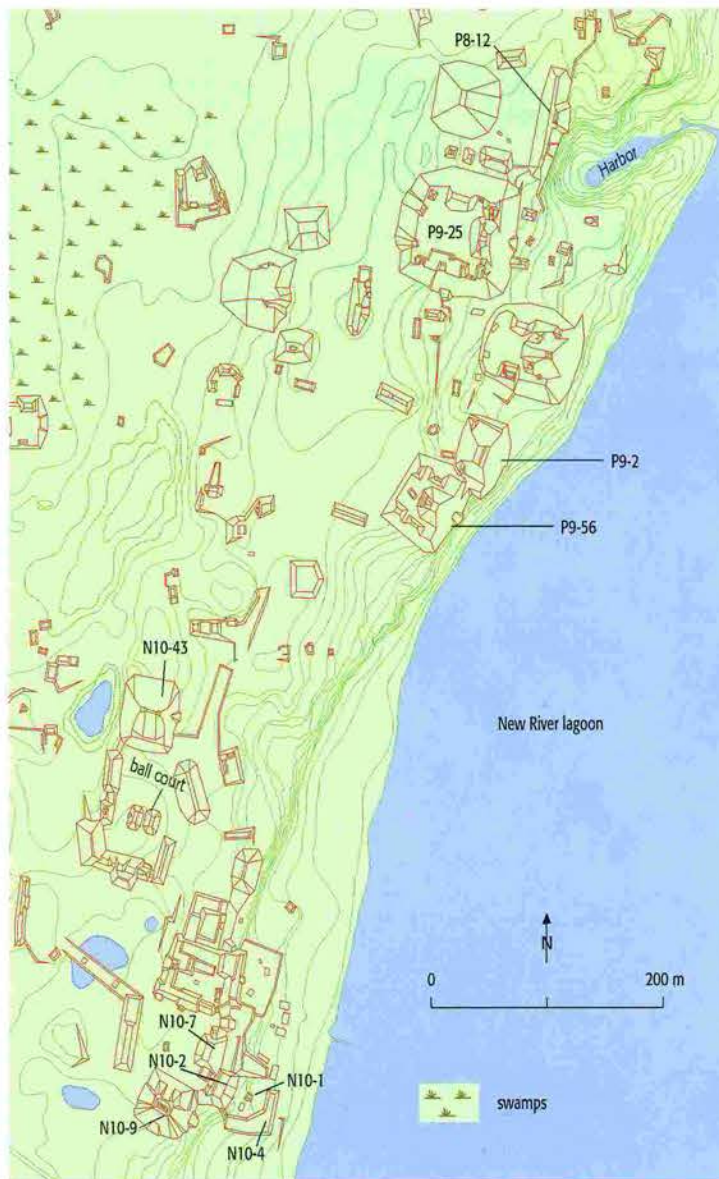 P8-12
Harbor
P9-25
P9-2
P9-56
N10-43
New River lagoon
ball court
N
0 200 m
N10-7
N10-2
N10-1
swamps
N10-9
N10-4